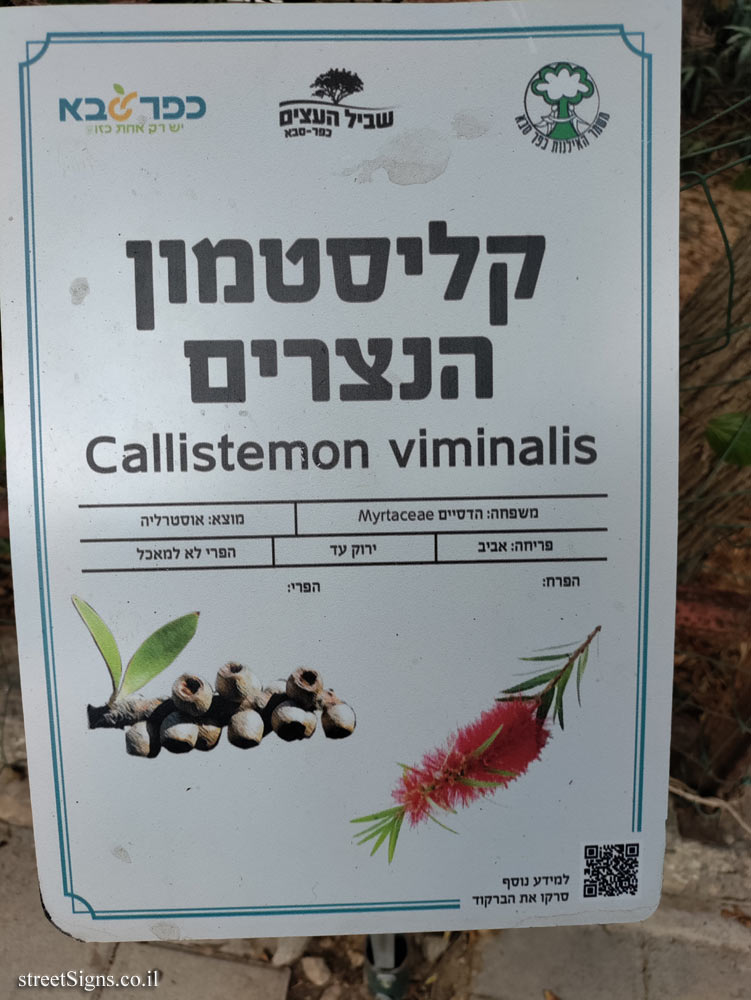 כפר סבא
יש רק אחת כזו
שביל העצים
כפר-סבא
משמר האילנות כפר סבא
קליסטמון
הנצרים
Callistemon viminalis
משפחה: הדסיים Myrtaceae
מוצא: אוסטרליה
פריחה: אביב
ירוק עד
הפרי לא למאכל
הפרח:
הפרי:
למידע נוסף
סרקו את הברקוד
streetSigns.co.il